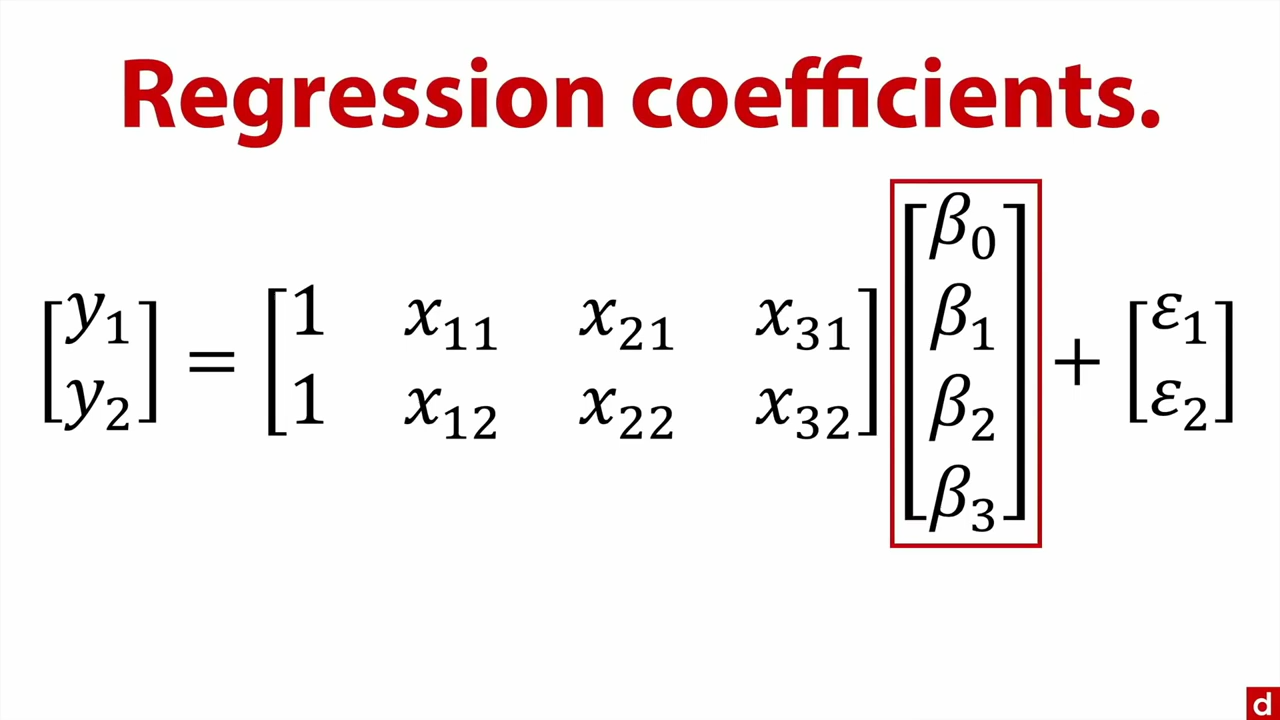 Regression coefficients.
[y₁ y₂] = [1 x₁₁ x₂₁ x₃₁; 1 x₁₂ x₂₂ x₃₂] [β₀ β₁ β₂ β₃] + [ε₁ ε₂]
d